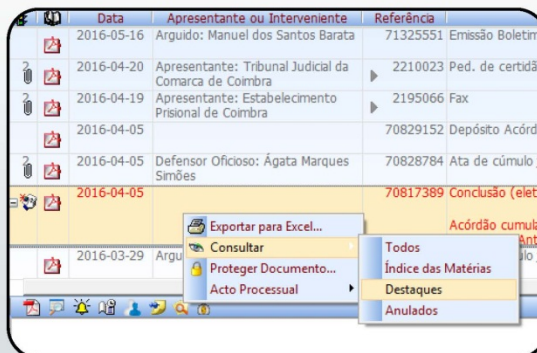 Data Apresentante ou Interveniente Referência
2016-05-16 Arguido: Manuel dos Santos Barata 71325551 Emissão Boletim
2016-04-20 Apresentante: Tribunal Judicial da Comarca de Coimbra 2210023 Ped. de certidã
2016-04-19 Apresentante: Estabelecimento Prisional de Coimbra 2195066 Fax
2016-04-05 70829152 Depósito Acórd
2016-04-05 Defensor Oficioso: Ágata Marques Simões 70828784 Ata de cúmulo
2016-04-05 70817389 Conclusão (elet
Acórdão cumula
Ant
2016-03-29 Argu
Exportar para Excel...
Consultar
Proteger Documento...
Acto Processual
Todos
Índice das Matérias
Destaques
Anulados